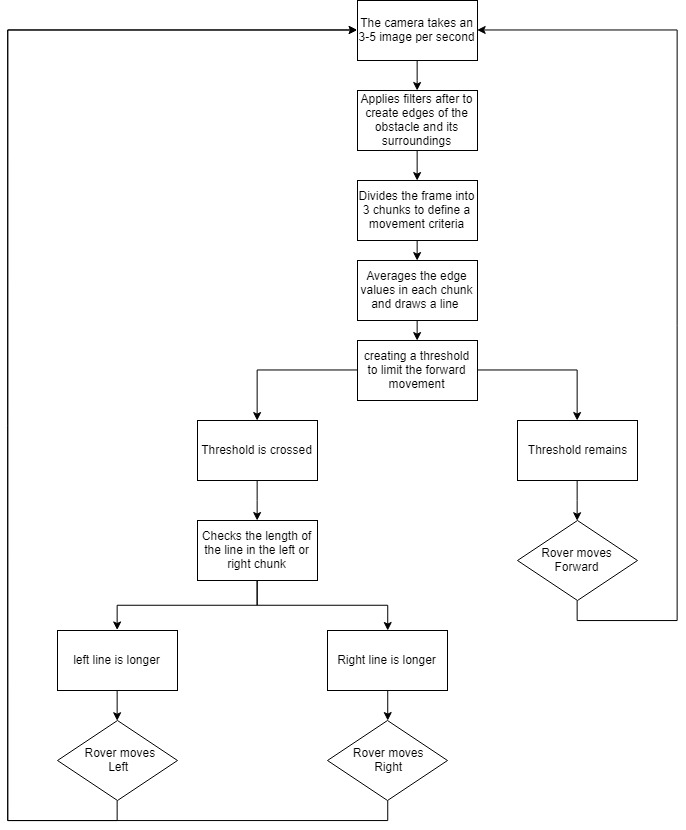 The camera takes an
3-5 image per second
Applies filters after to
create edges of the
obstacle and its
surroundings
Divides the frame into
3 chunks to define a
movement criteria
Averages the edge
values in each chunk
and draws a line
creating a threshold
to limit the forward
movement
Threshold is crossed
Threshold remains
Checks the length of
the line in the left or
right chunk
Rover moves
Forward
left line is longer
Right line is longer
Rover moves
Left
Rover moves
Right